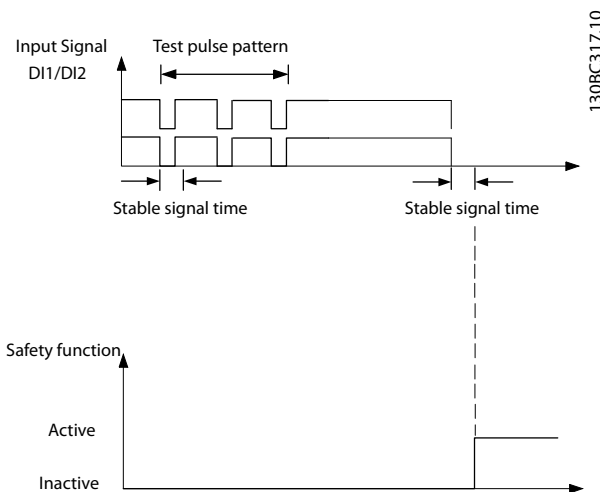 130BC317.10
Input Signal
DI1/DI2
Test pulse pattern
Stable signal time
Stable signal time
Safety function
Active
Inactive